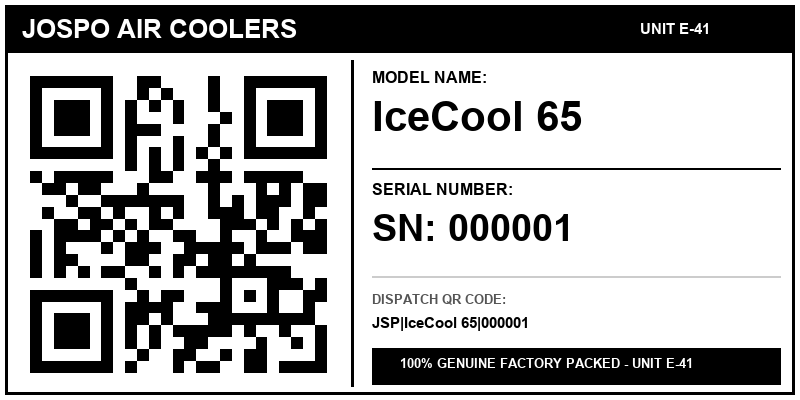 JOSPO AIR COOLERS
UNIT E-41
MODEL NAME:
IceCool 65
SERIAL NUMBER:
SN: 000001
DISPATCH QR CODE:
JSP|IceCool 65|000001
100% GENUINE FACTORY PACKED - UNIT E-41